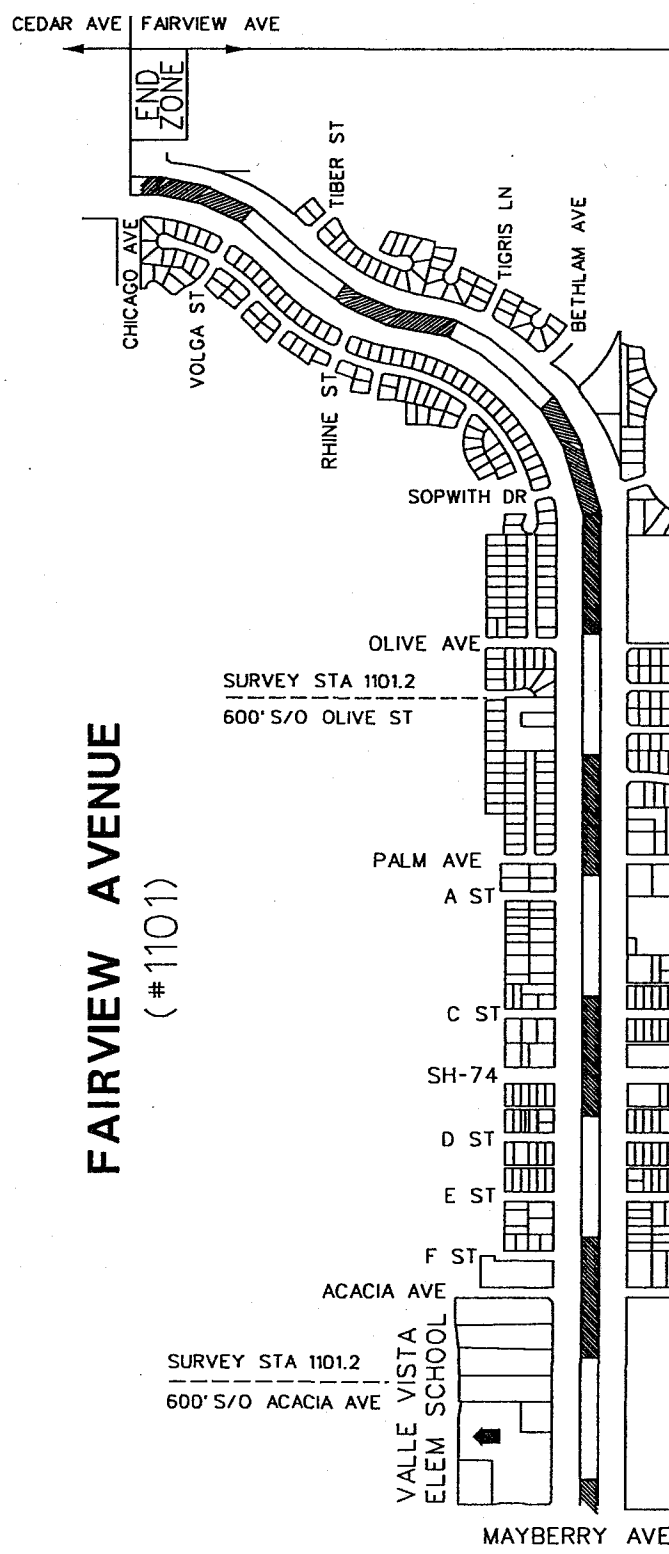 CEDAR AVE FAIRVIEW AVE
END
ZONE
TIBER ST
TIGRIS LN
BETHLAM AVE
CHICAGO AVE
VOLGA ST
RHINE ST
SOPWITH DR
OLIVE AVE
SURVEY STA 1101.2
600' S/O OLIVE ST
FAIRVIEW AVENUE
(#1101)
PALM AVE
A ST
C ST
SH-74
D ST
E ST
F ST
ACACIA AVE
SURVEY STA 1101.2
600' S/O ACACIA AVE
VALLE VISTA
ELEM SCHOOL
MAYBERRY AVE